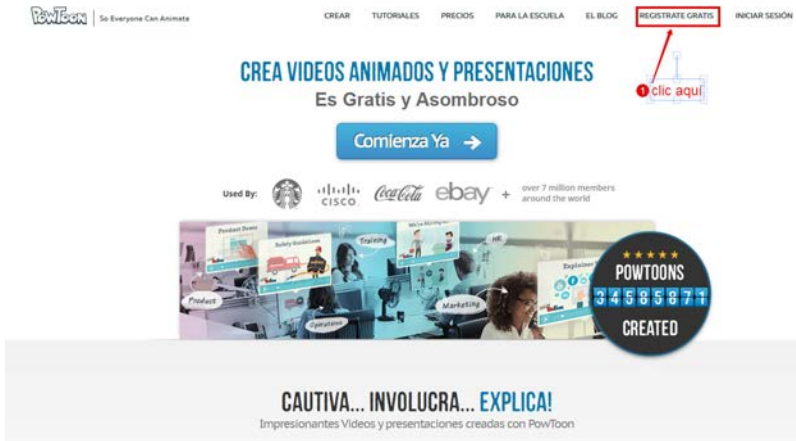 PowToon So Everyone Can Animate CREAR TUTORIALES PRECIOS PARA LA ESCUELA EL BLOG REGISTRATE GRATIS INICIAR SESIÓN
1 clic aquí
CREA VIDEOS ANIMADOS Y PRESENTACIONES
Es Gratis y Asombroso
Comienza Ya
Used By: CISCO Coca Cola ebay + over 7 million members
around the world
Product Demo
Safety Guidelines
Training
HR
Explainer
Product
Marketing
Operations
POWTOONS
34585871
CREATED
CAUTIVA... INVOLUCRA... EXPLICA!
Impresionantes Videos y presentaciones creadas con PowToon